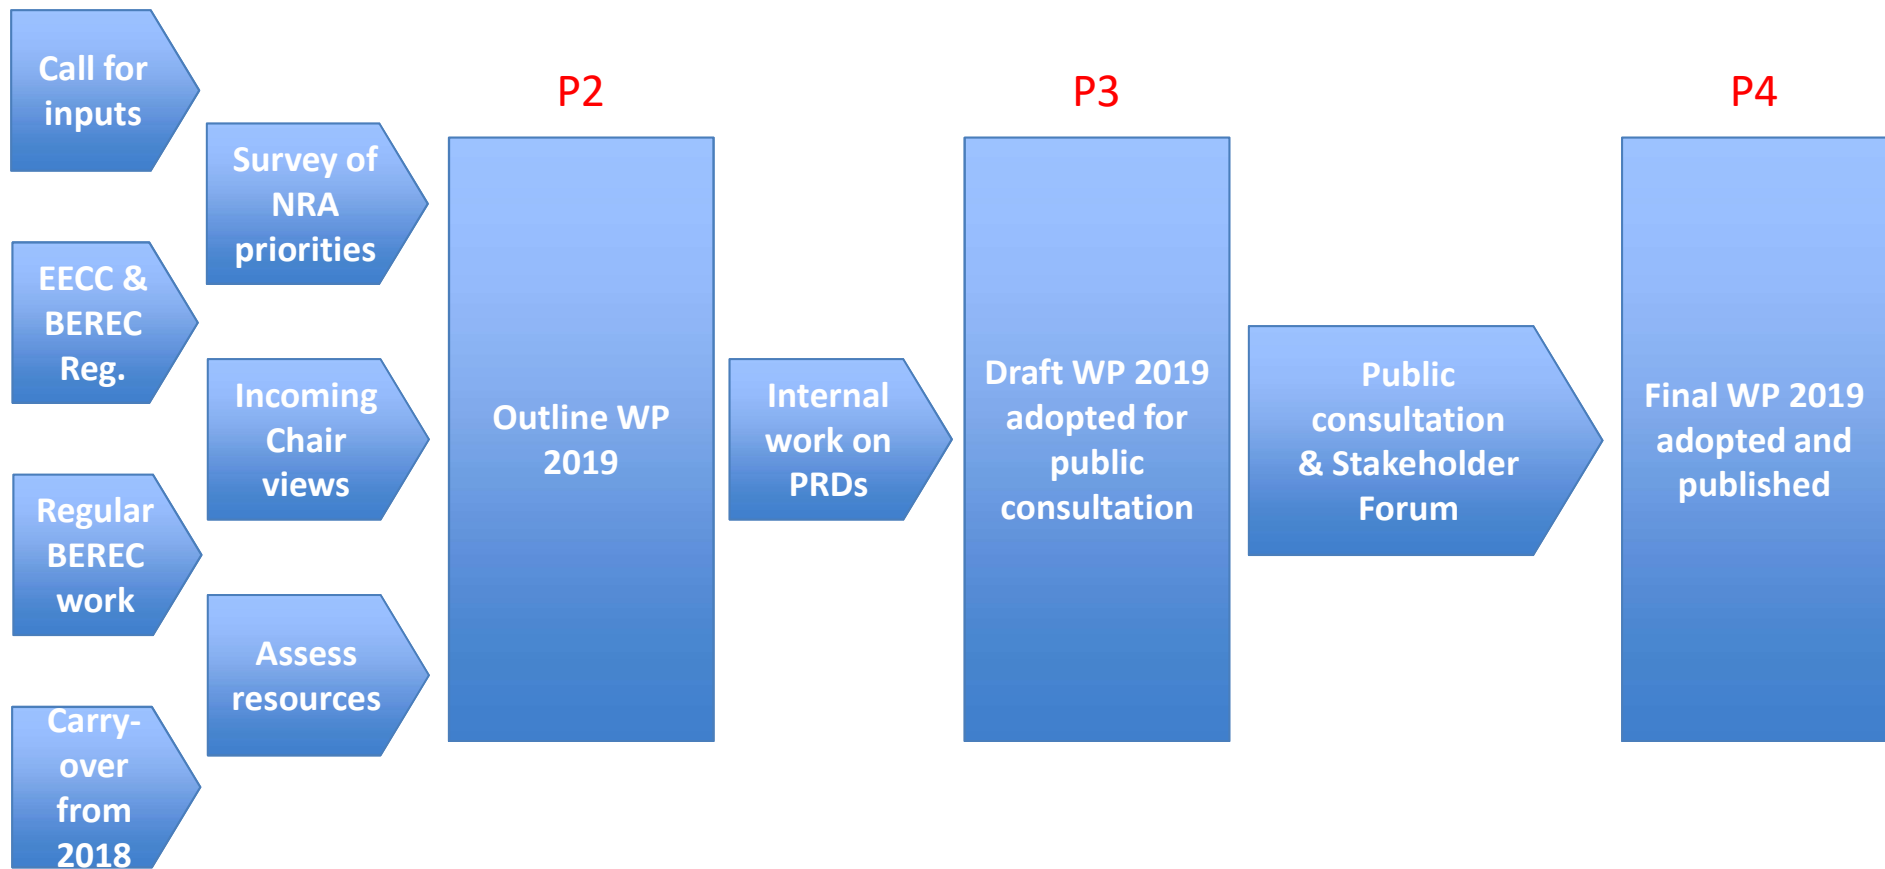 Call for
inputs
EECC &
BEREC
Reg.
Regular
BEREC
work
Carry-
over
from
2018
Survey of
NRA
priorities
Incoming
Chair
views
Assess
resources
P2
Outline WP
2019
Internal
work on
PRDs
P3
Draft WP 2019
adopted for
public
consultation
Public
consultation
& Stakeholder
Forum
P4
Final WP 2019
adopted and
published